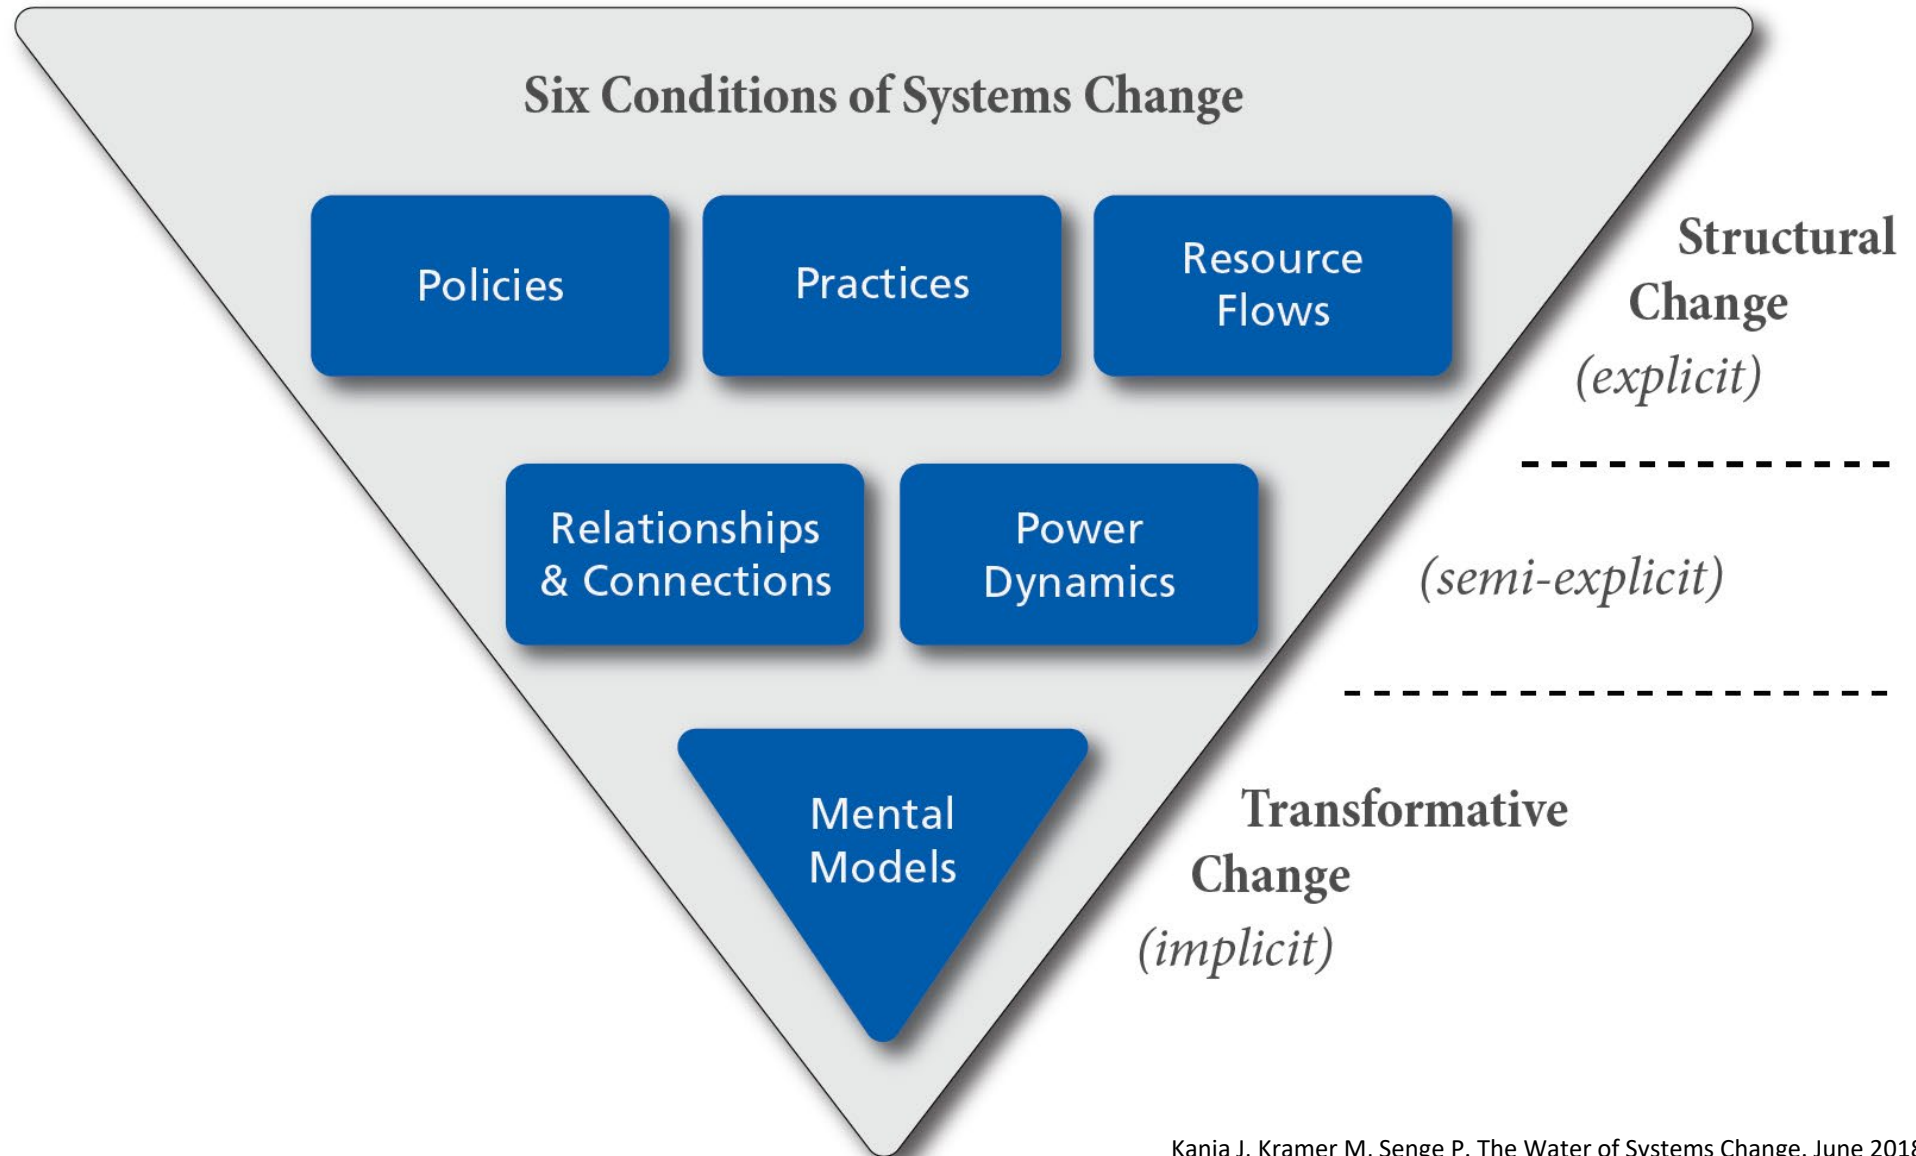 Six Conditions of Systems Change
Policies
Practices
Resource
Flows
Structural
Change
(explicit)
Relationships
& Connections
Power
Dynamics
(semi-explicit)
Mental
Models
Transformative
Change
(implicit)
Kania J, Kramer M, Senge P. The Water of Systems Change. June 2018